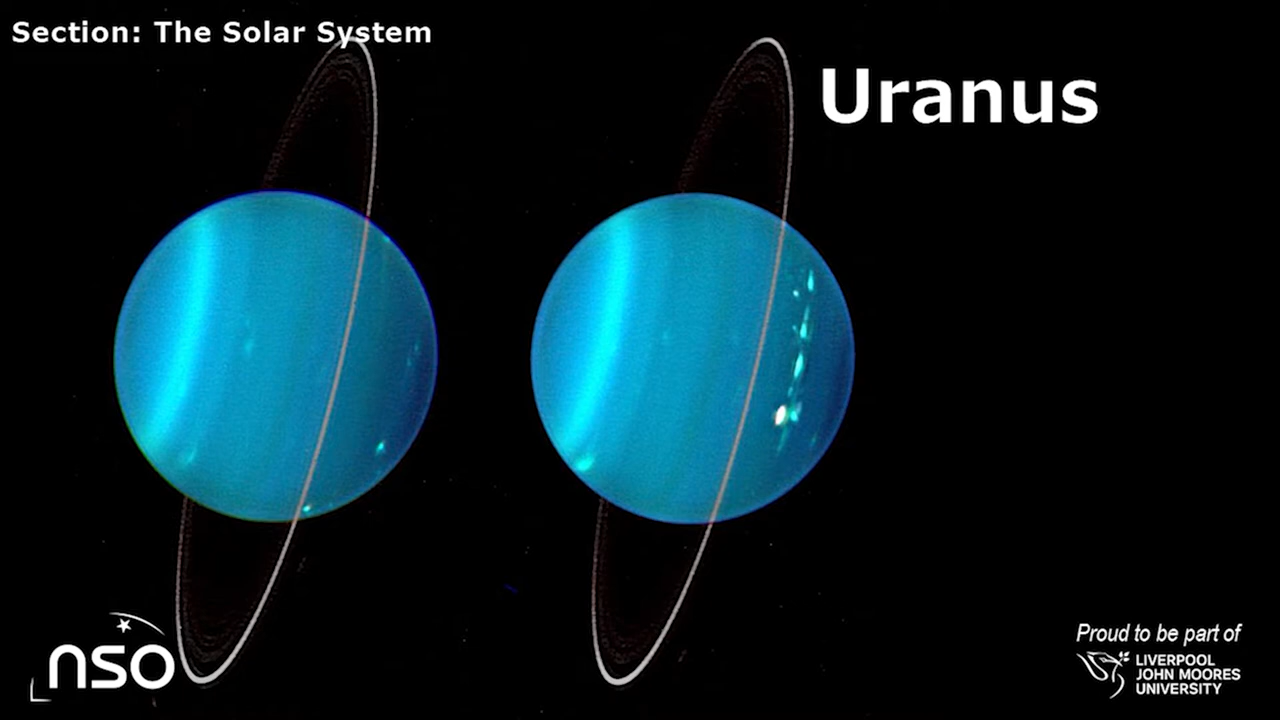 Section: The Solar System
Uranus
nso
Proud to be part of
LIVERPOOL
JOHN MOORES
UNIVERSITY